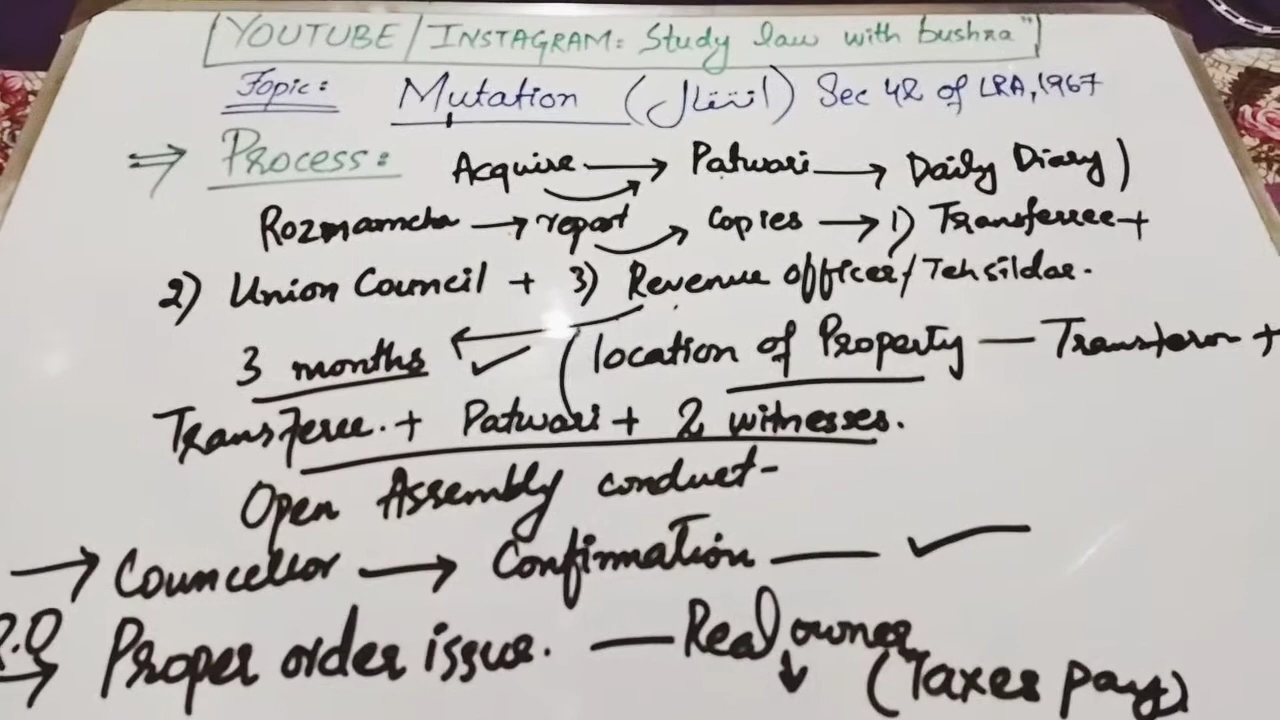 [YOUTUBE/INSTAGRAM: Study law with bushra"]
Topic: Mutation (انتقال) Sec 42 of LRA, 1967
⇒ Process: Acquire → Patwari → Daily Diary)
Rozmamcha → report → Copies → 1) Transferee +
2) Union Council + 3) Revenue officer/Tehsildar.
3 months ← ✓ (location of Property — Transferor +
Transferee. + Patwari + 2 witnesses.
Open Assembly conduct-
→ Councellor → Confirmation — ✓
R.O → Proper order issue. — Real owner ↓ (Taxes pay)